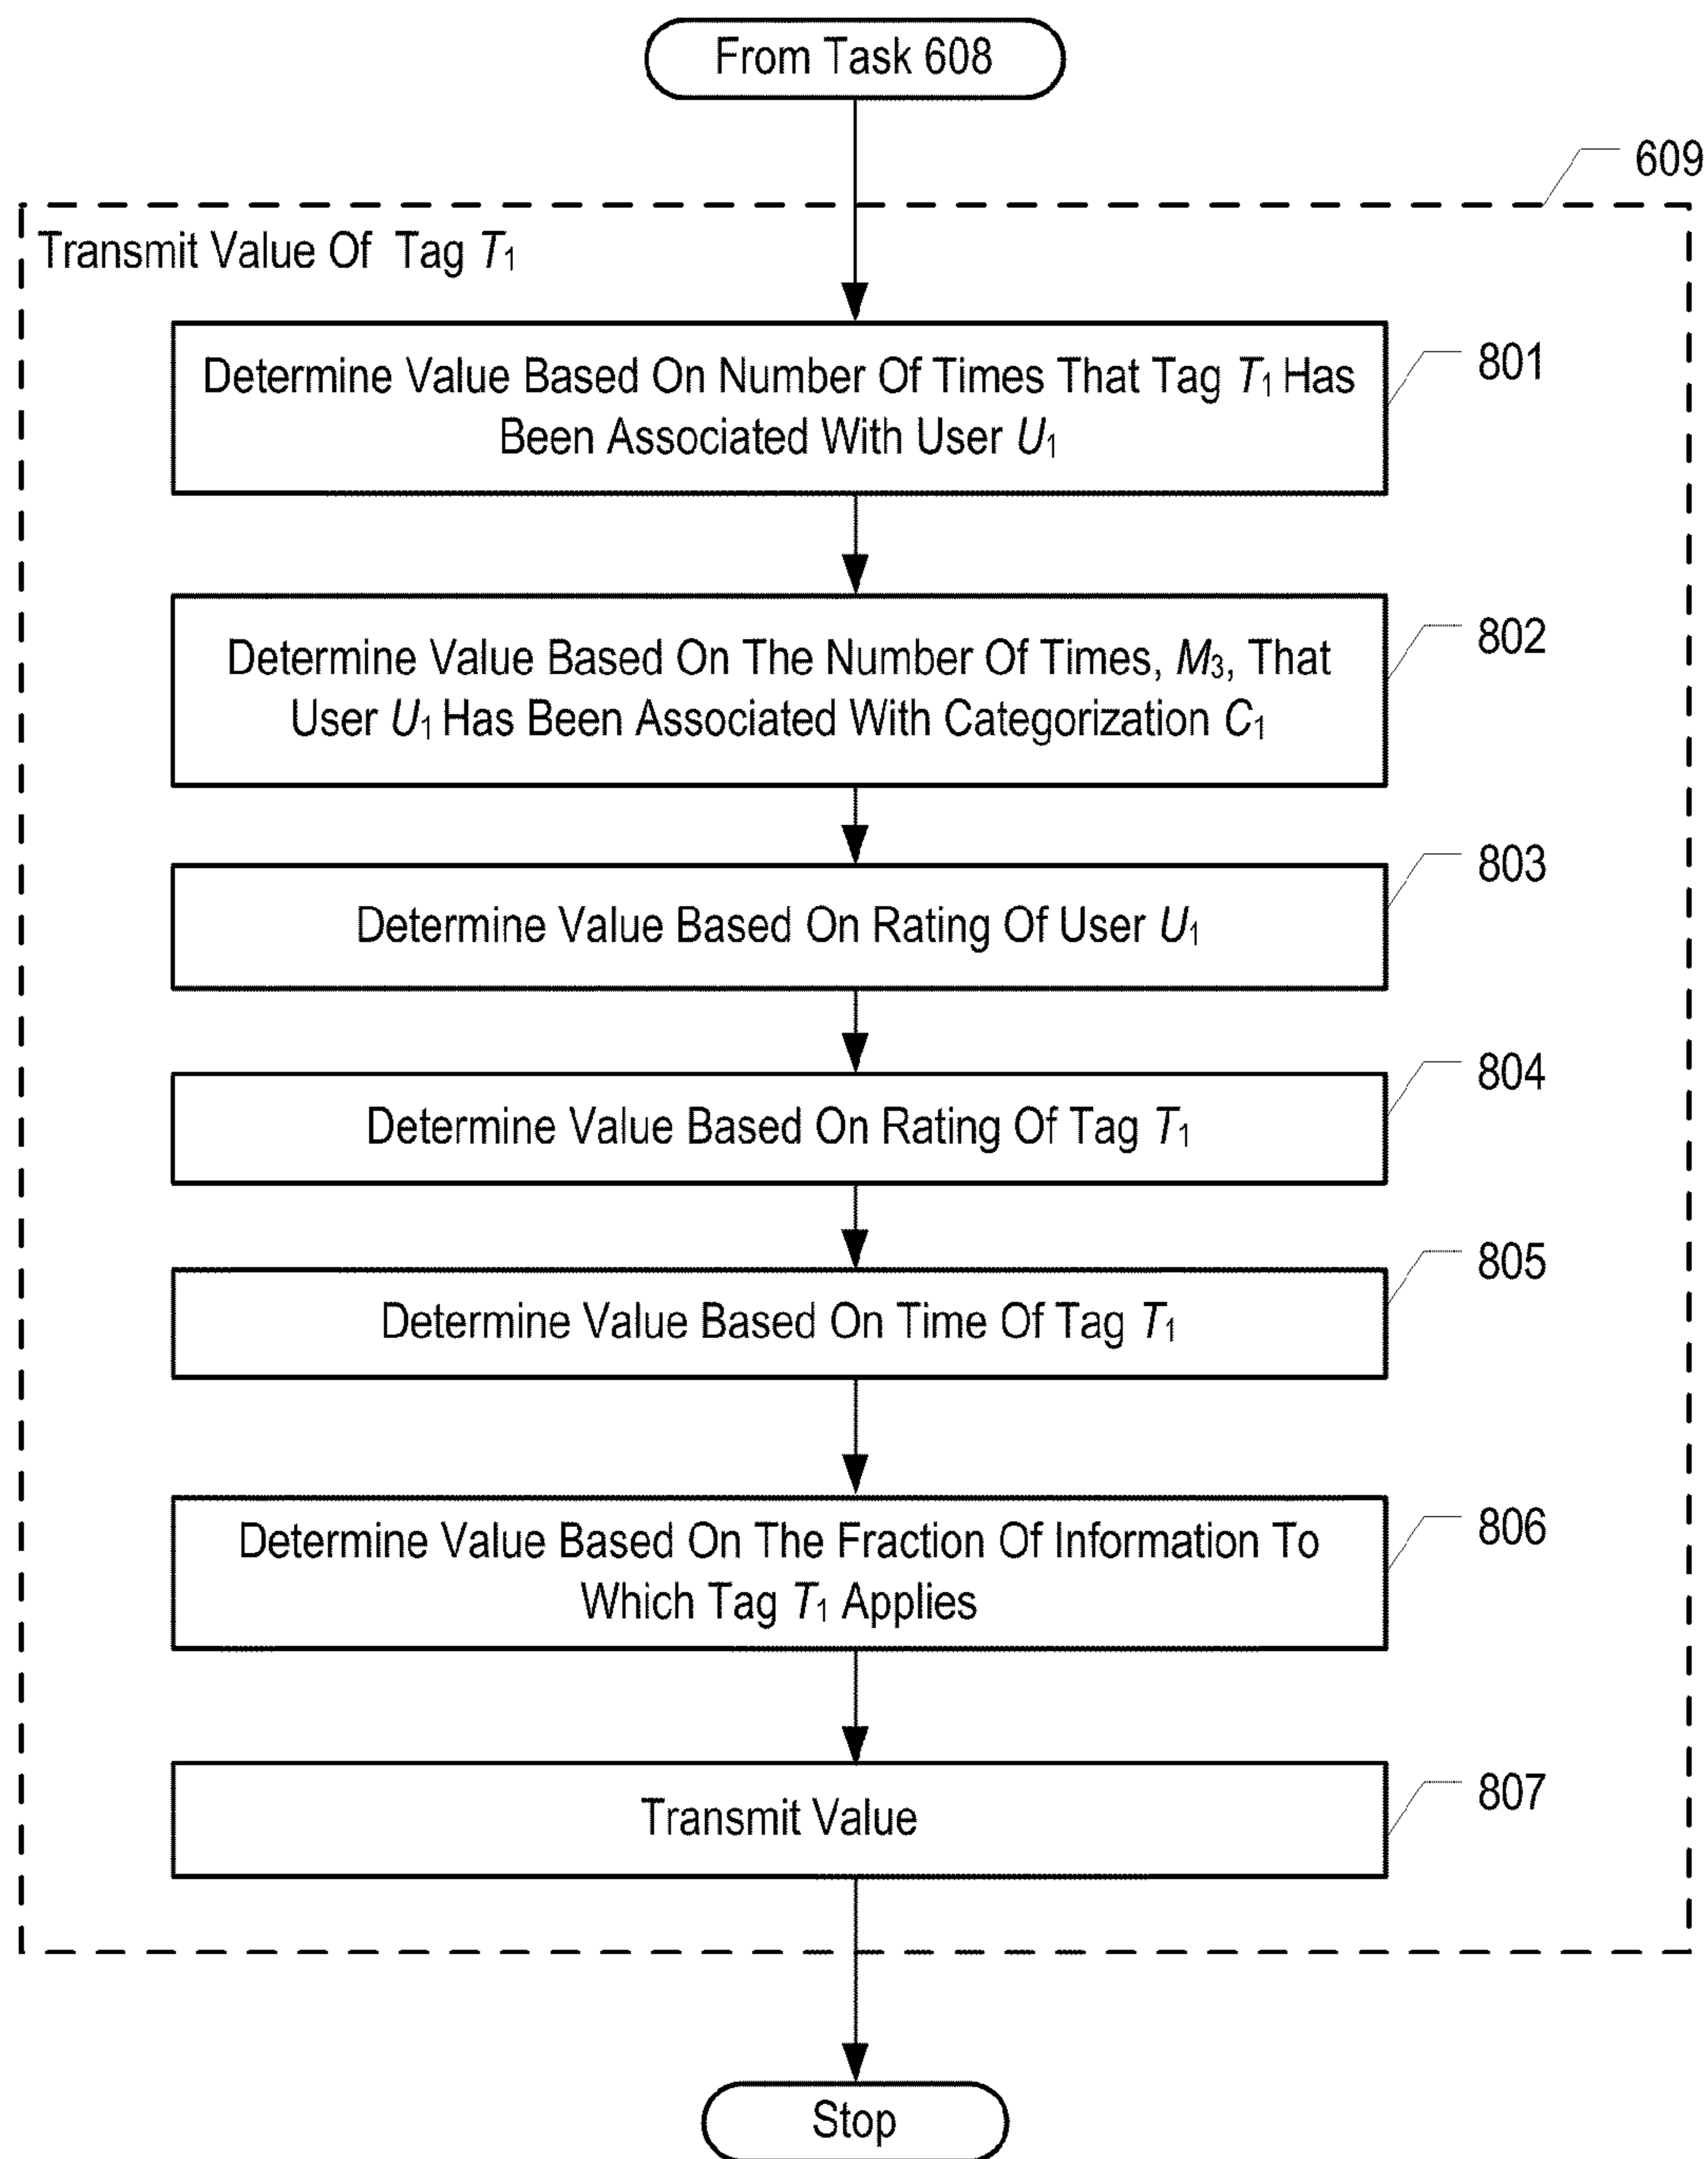 From Task 608
609
Transmit Value Of Tag T1
Determine Value Based On Number Of Times That Tag T1 Has
Been Associated With User U1
801
Determine Value Based On The Number Of Times, M3, That
User U1 Has Been Associated With Categorization C1
802
Determine Value Based On Rating Of User U1
803
Determine Value Based On Rating Of Tag T1
804
Determine Value Based On Time Of Tag T1
805
Determine Value Based On The Fraction Of Information To
Which Tag T1 Applies
806
Transmit Value
807
Stop